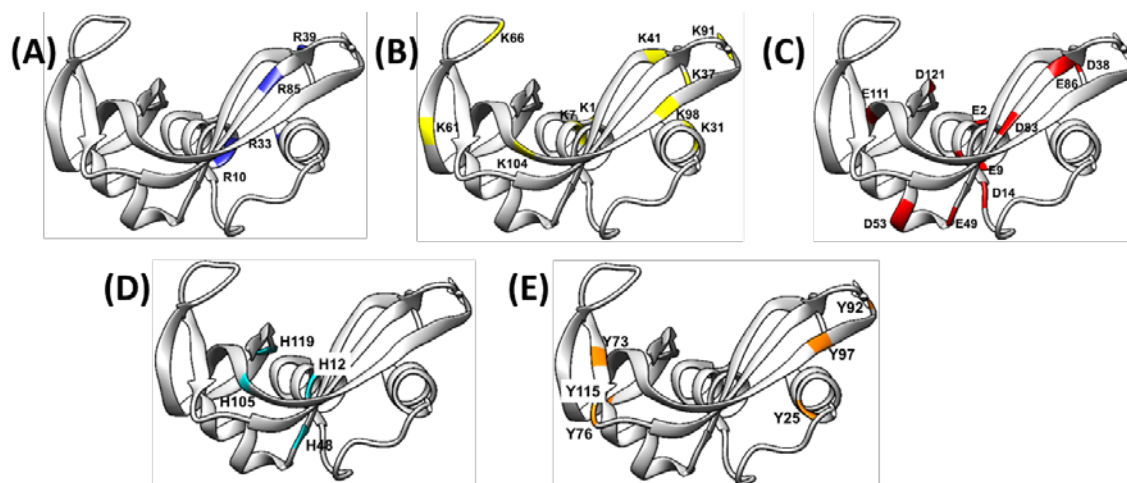 (A)
R39
R85
R33
R10
(B)
K66
K41
K91
K37
K1
K7
K98
K61
K31
K104
(C)
D121
D38
E86
E111
E2
D83
E9
D14
D53
E49
(D)
H119
H12
H105
H48
(E)
Y92
Y73
Y97
Y115
Y25
Y76